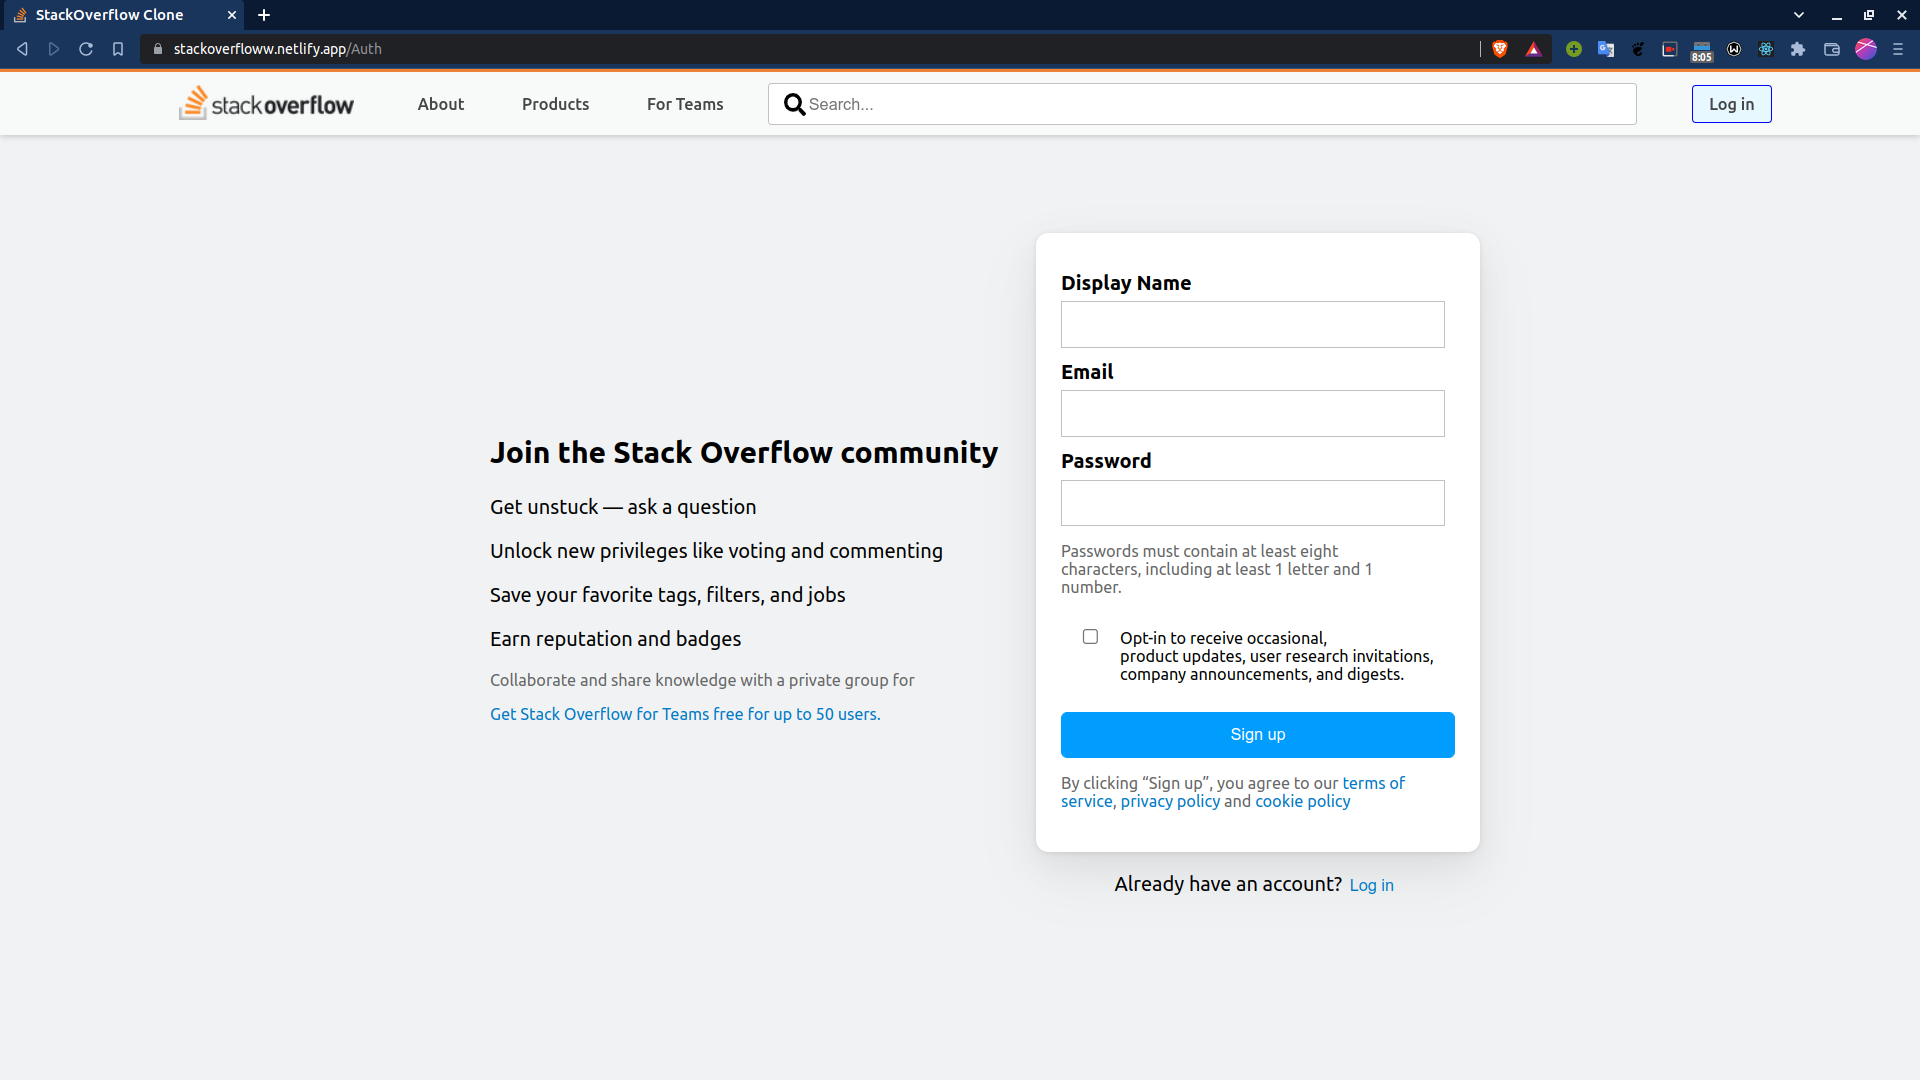 StackOverflow Clone
stackoverfloww.netlify.app/Auth
8:05
stackoverflow
About
Products
For Teams
Search...
Log in
Join the Stack Overflow community
Get unstuck — ask a question
Unlock new privileges like voting and commenting
Save your favorite tags, filters, and jobs
Earn reputation and badges
Collaborate and share knowledge with a private group for
Get Stack Overflow for Teams free for up to 50 users.
Display Name
Email
Password
Passwords must contain at least eight
characters, including at least 1 letter and 1
number.
Opt-in to receive occasional,
product updates, user research invitations,
company announcements, and digests.
Sign up
By clicking “Sign up”, you agree to our terms of
service, privacy policy and cookie policy
Already have an account? Log in